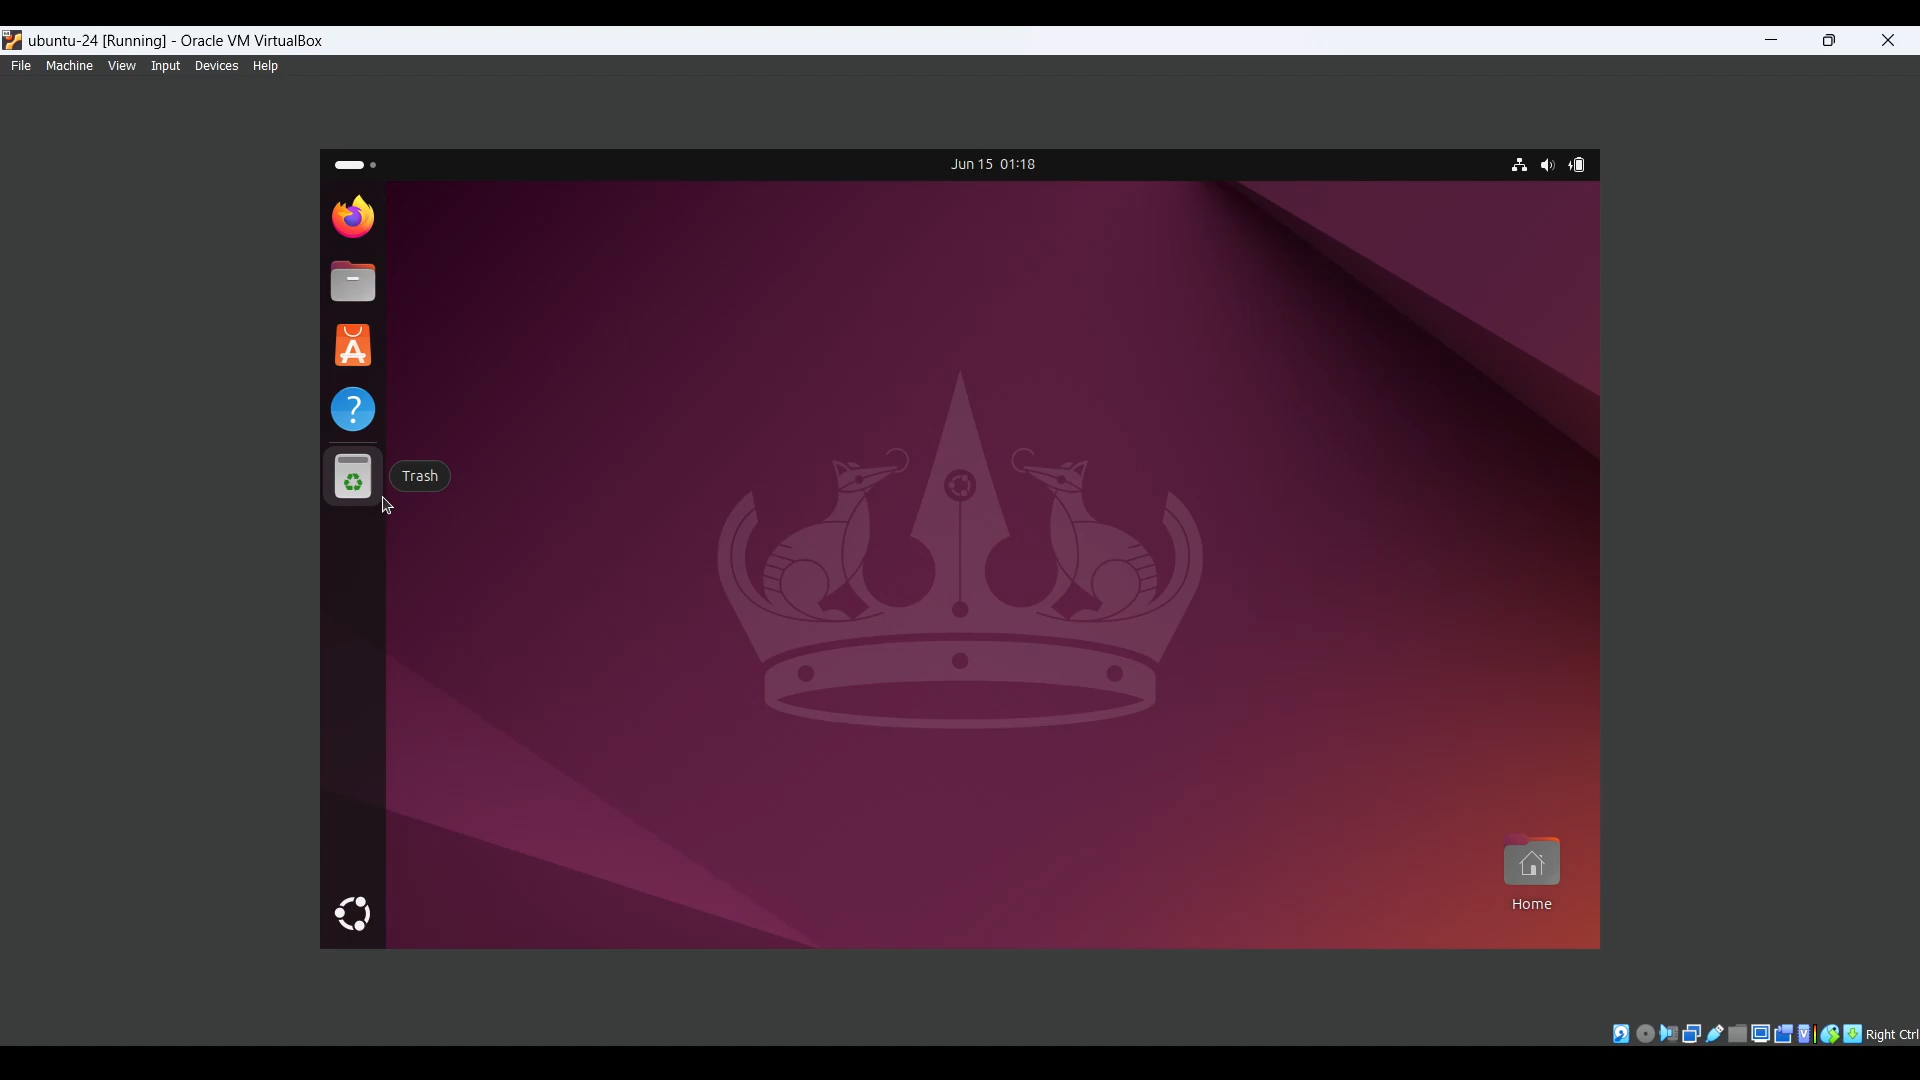 ubuntu-24 [Running] - Oracle VM VirtualBox
File Machine View Input Devices Help
Jun 15 01:18
Trash
Home
Right Ctrl